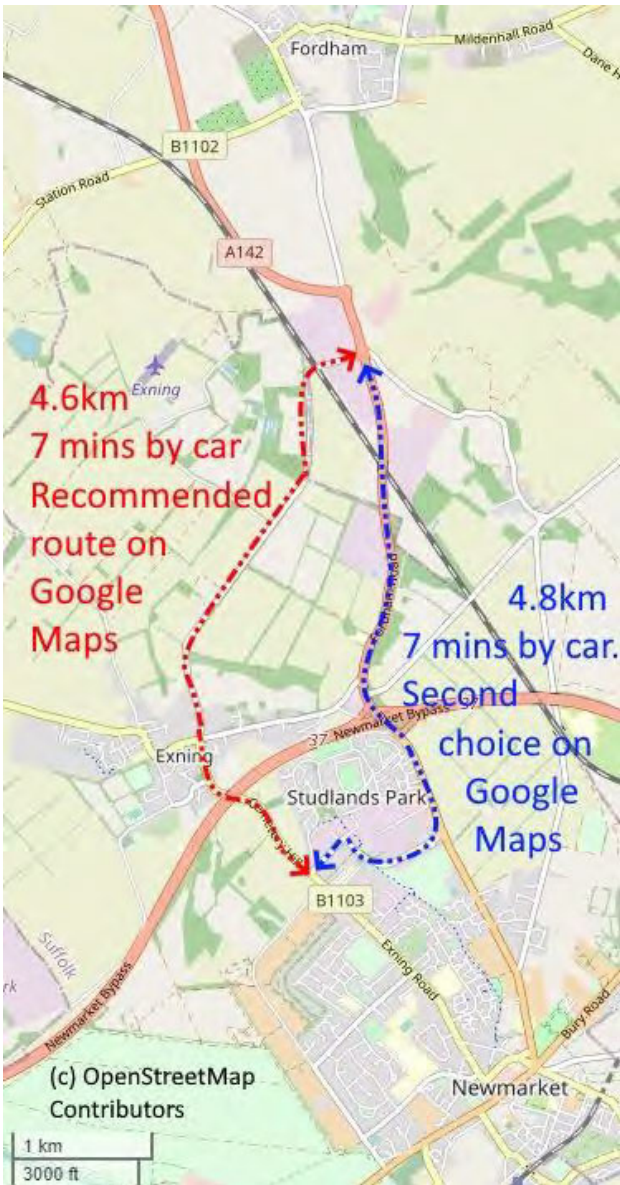 Fordham
Mildenhall Road
B1102
Station Road
A142
Exning
4.6km
7 mins by car
Recommended
route on
Google
Maps
4.8km
7 mins by car.
Second
choice on
Google
Maps
Fordham Road
37
Newmarket Bypass
Exning
Studlands Park
B1103
Suffolk
Exning Road
Newmarket Bypass
Bury Road
Newmarket
(c) OpenStreetMap
Contributors
1 km
3000 ft